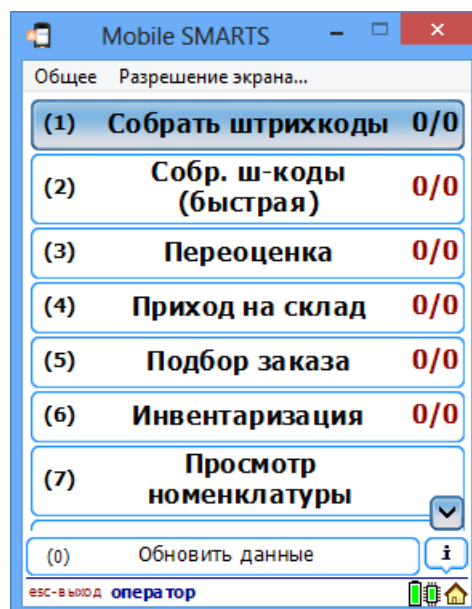 Mobile SMARTS
Общее Разрешение экрана...
(1) Собрать штрихкоды 0/0
(2) Собр. ш-коды (быстрая) 0/0
(3) Переоценка 0/0
(4) Приход на склад 0/0
(5) Подбор заказа 0/0
(6) Инвентаризация 0/0
(7) Просмотр номенклатуры
(0) Обновить данные i
esc-выход оператор